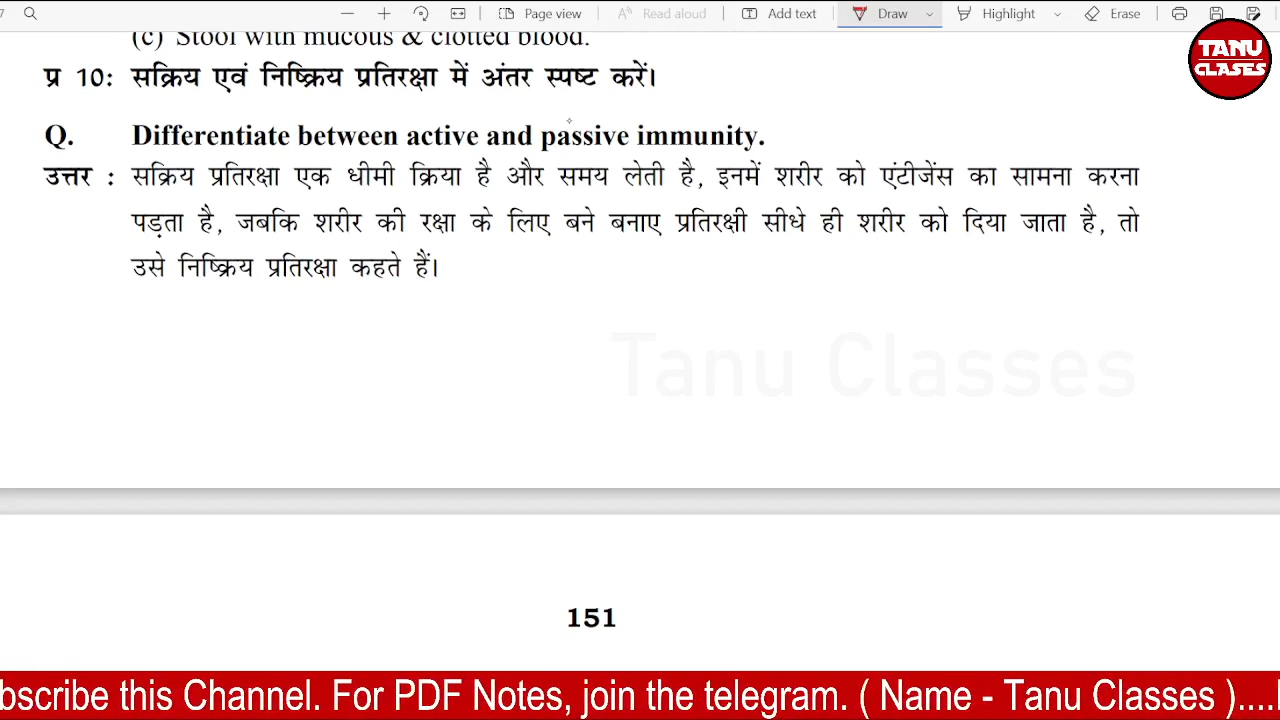 Page view
Read aloud
Add text
Draw
Highlight
Erase
TANU
CLASES
(c) Stool with mucous & clotted blood.
प्र 10: सक्रिय एवं निष्क्रिय प्रतिरक्षा में अंतर स्पष्ट करें।
Q. Differentiate between active and passive immunity.
उत्तर : सक्रिय प्रतिरक्षा एक धीमी क्रिया है और समय लेती है, इनमें शरीर को एंटीजेंस का सामना करना
पड़ता है, जबकि शरीर की रक्षा के लिए बने बनाए प्रतिरक्षी सीधे ही शरीर को दिया जाता है, तो
उसे निष्क्रिय प्रतिरक्षा कहते हैं।
Tanu Classes
151
bscribe this Channel. For PDF Notes, join the telegram. ( Name - Tanu Classes )....